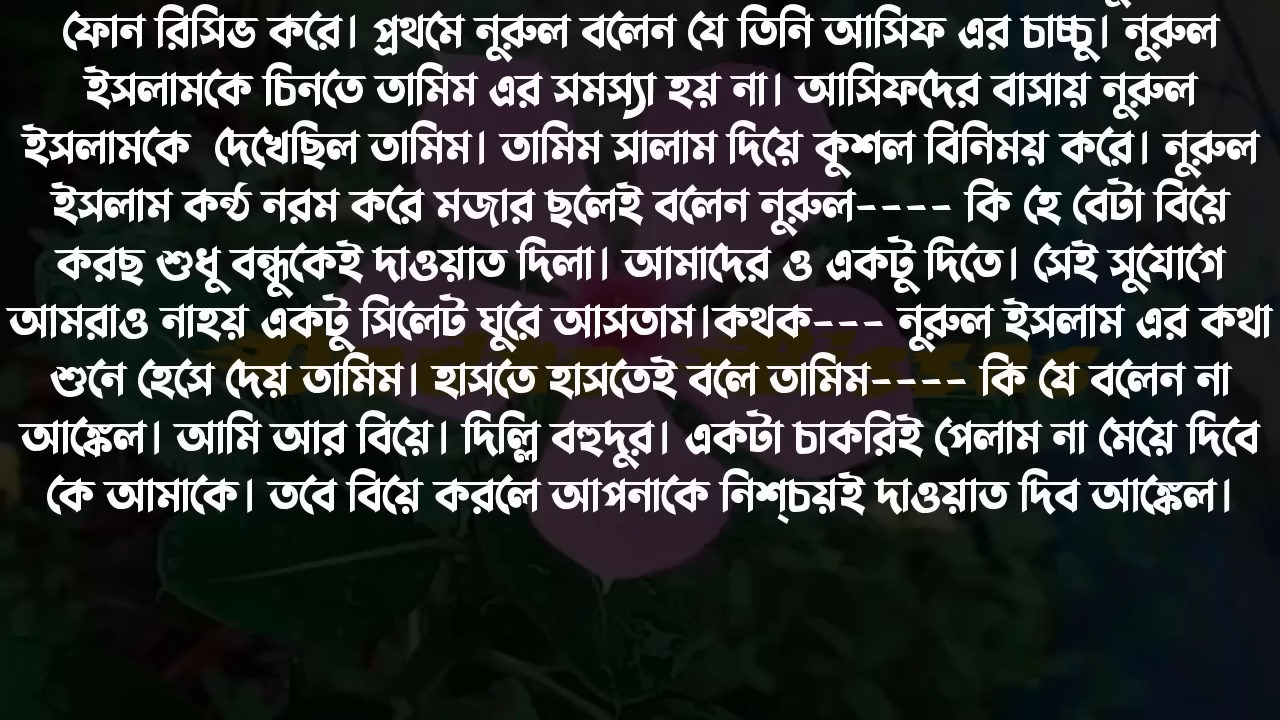 ফোন রিসিভ করে। প্রথমে নুরুল বলেন যে তিনি আসিফ এর চাচ্চু। নুরুল
ইসলামকে চিনতে তামিম এর সমস্যা হয় না। আসিফদের বাসায় নুরুল
ইসলামকে  দেখেছিল তামিম। তামিম সালাম দিয়ে কুশল বিনিময় করে। নুরুল
ইসলাম কন্ঠ নরম করে মজার ছলেই বলেন নুরুল---- কি হে বেটা বিয়ে
করছ শুধু বন্ধুকেই দাওয়াত দিলা। আমাদের ও একটু দিতে। সেই সুযোগে
আমরাও নাহয় একটু সিলেট ঘুরে আসতাম।কথক--- নুরুল ইসলাম এর কথা
শুনে হেসে দেয় তামিম। হাসতে হাসতেই বলে তামিম---- কি যে বলেন না
আঙ্কেল। আমি আর বিয়ে। দিল্লি বহুদুর। একটা চাকরিই পেলাম না মেয়ে দিবে
কে আমাকে। তবে বিয়ে করলে আপনাকে নিশ্চয়ই দাওয়াত দিব আঙ্কেল।